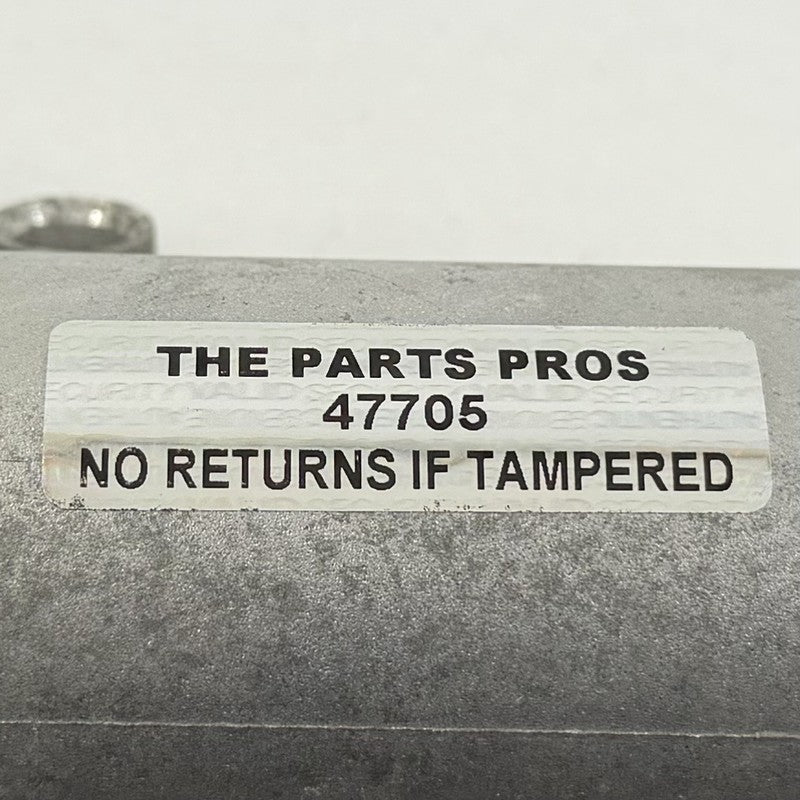 THE PARTS PROS
47705
NO RETURNS IF TAMPERED